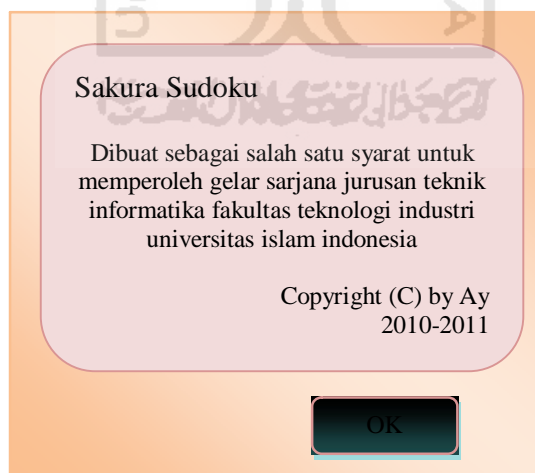 Sakura Sudoku
Dibuat sebagai salah satu syarat untuk
memperoleh gelar sarjana jurusan teknik
informatika fakultas teknologi industri
universitas islam indonesia
Copyright (C) by Ay
2010-2011
OK